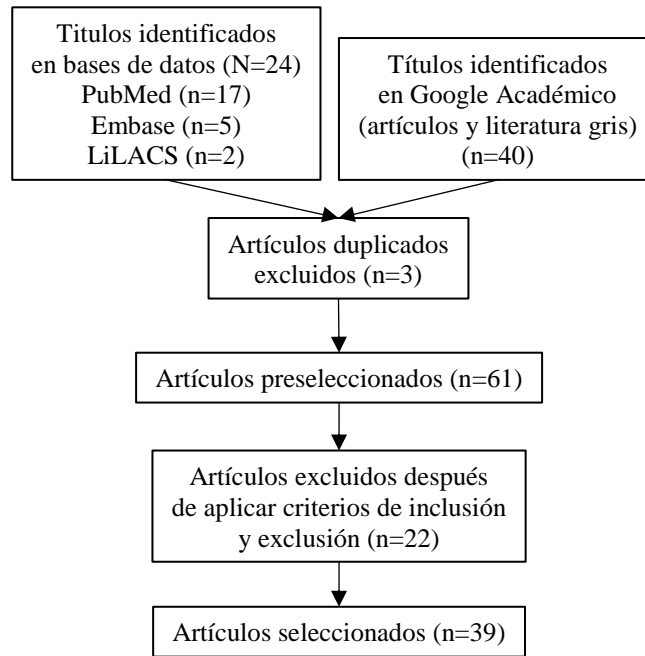 Titulos identificados
en bases de datos (N=24)
PubMed (n=17)
Embase (n=5)
LiLACS (n=2)
Títulos identificados
en Google Académico
(artículos y literatura gris)
(n=40)
Artículos duplicados
excluidos (n=3)
Artículos preseleccionados (n=61)
Artículos excluidos después
de aplicar criterios de inclusión
y exclusión (n=22)
Artículos seleccionados (n=39)